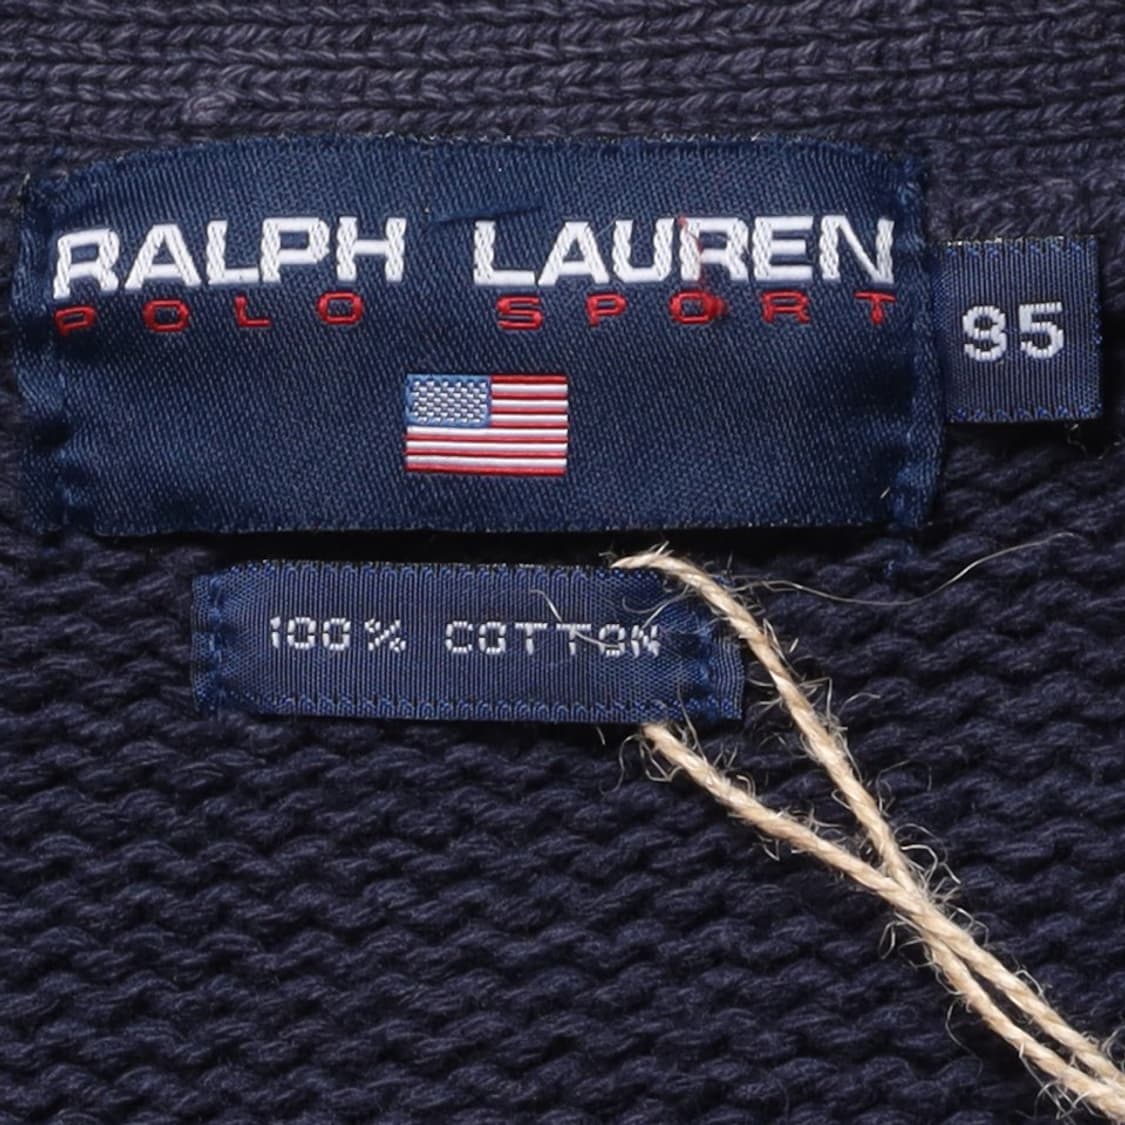 RALPH LAUREN
POLO SPORT
95
100% COTTON